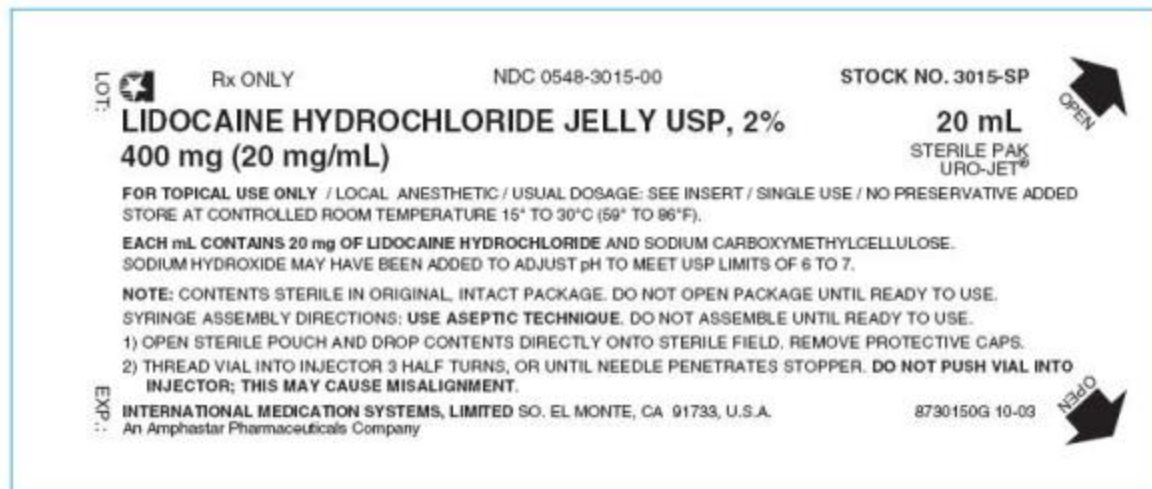 LOT:
Rx ONLY NDC 0548-3015-00 STOCK NO. 3015-SP
OPEN
LIDOCAINE HYDROCHLORIDE JELLY USP, 2% 20 mL
400 mg (20 mg/mL) STERILE PAK
URO-JET®
FOR TOPICAL USE ONLY / LOCAL ANESTHETIC / USUAL DOSAGE: SEE INSERT / SINGLE USE / NO PRESERVATIVE ADDED
STORE AT CONTROLLED ROOM TEMPERATURE 15° TO 30°C (59° TO 86°F).
EACH mL CONTAINS 20 mg OF LIDOCAINE HYDROCHLORIDE AND SODIUM CARBOXYMETHYLCELLULOSE.
SODIUM HYDROXIDE MAY HAVE BEEN ADDED TO ADJUST pH TO MEET USP LIMITS OF 6 TO 7.
NOTE: CONTENTS STERILE IN ORIGINAL, INTACT PACKAGE. DO NOT OPEN PACKAGE UNTIL READY TO USE.
SYRINGE ASSEMBLY DIRECTIONS: USE ASEPTIC TECHNIQUE. DO NOT ASSEMBLE UNTIL READY TO USE.
1) OPEN STERILE POUCH AND DROP CONTENTS DIRECTLY ONTO STERILE FIELD. REMOVE PROTECTIVE CAPS.
2) THREAD VIAL INTO INJECTOR 3 HALF TURNS, OR UNTIL NEEDLE PENETRATES STOPPER. DO NOT PUSH VIAL INTO
INJECTOR; THIS MAY CAUSE MISALIGNMENT.
EXP.:
OPEN
INTERNATIONAL MEDICATION SYSTEMS, LIMITED SO. EL MONTE, CA 91733, U.S.A. 8730150G 10-03
An Amphastar Pharmaceuticals Company